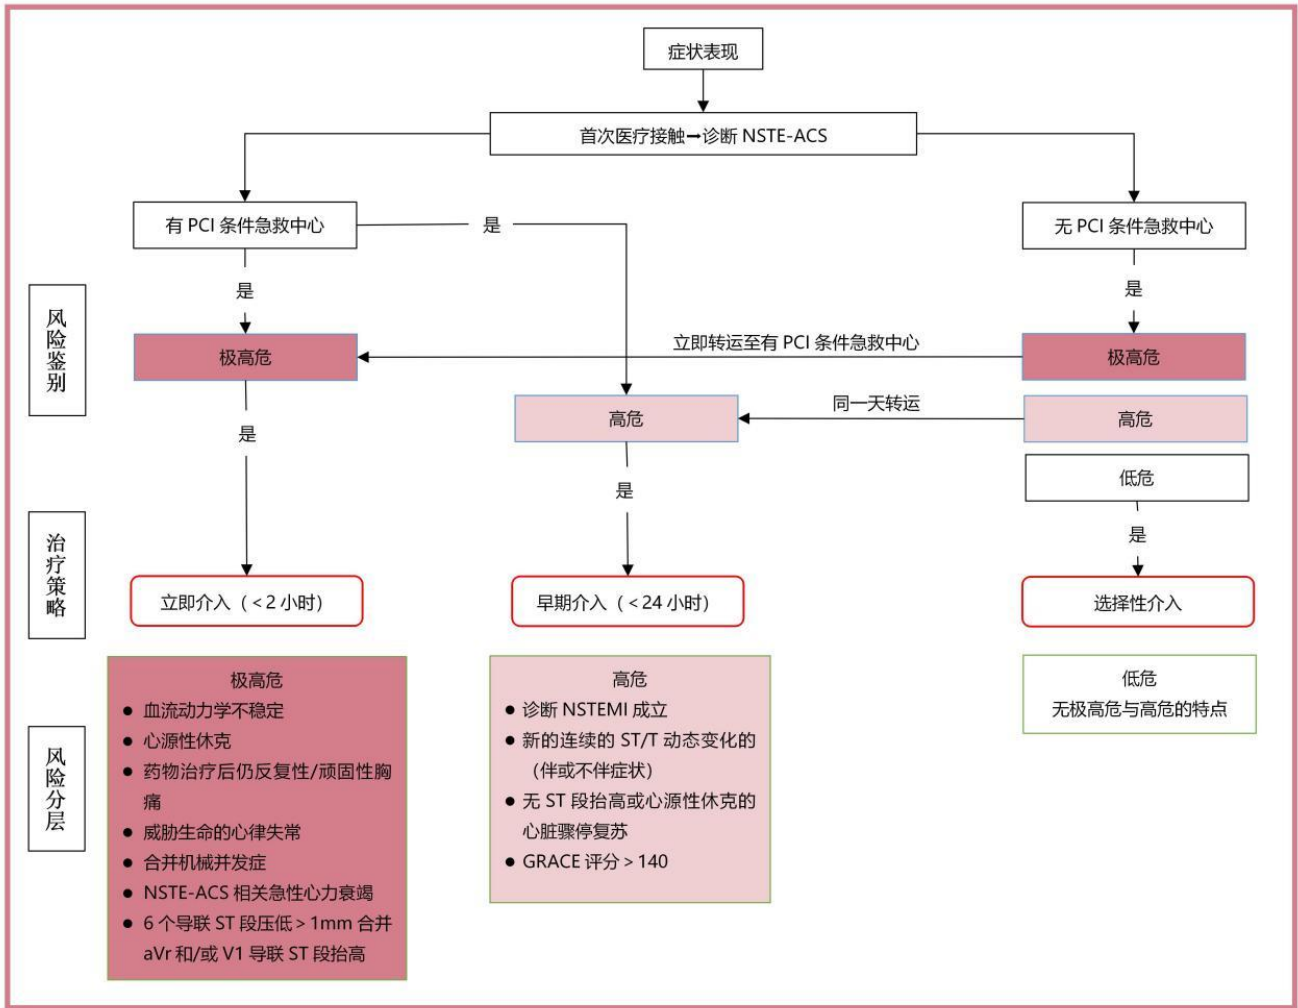 症状表现
首次医疗接触➡诊断 NSTE-ACS
有 PCI 条件急救中心
是
无 PCI 条件急救中心
是
是
风险鉴别
极高危
立即转运至有 PCI 条件急救中心
极高危
高危
同一天转运
高危
是
低危
是
是
治疗策略
立即介入（<2 小时）
早期介入（<24 小时）
选择性介入
风险分层
极高危
● 血流动力学不稳定
● 心源性休克
● 药物治疗后仍反复性/顽固性胸
痛
● 威胁生命的心律失常
● 合并机械并发症
● NSTE-ACS 相关急性心力衰竭
● 6 个导联 ST 段压低>1mm 合并
aVr 和/或 V1 导联 ST 段抬高
高危
● 诊断 NSTEMI 成立
● 新的连续的 ST/T 动态变化的
（伴或不伴症状）
● 无 ST 段抬高或心源性休克的
心脏骤停复苏
● GRACE 评分>140
低危
无极高危与高危的特点